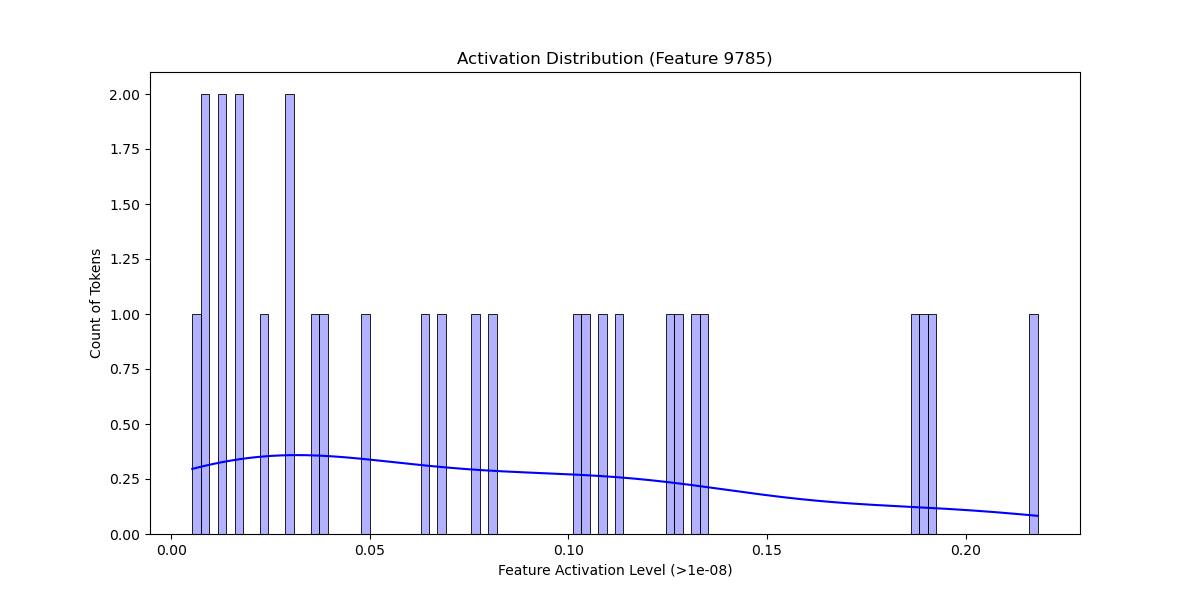 Activation Distribution (Feature 9785)
2.00
1.75
1.50
1.25
1.00
0.75
0.50
0.25
0.00
Count of Tokens
0.00 0.05 0.10 0.15 0.20
Feature Activation Level (>1e-08)